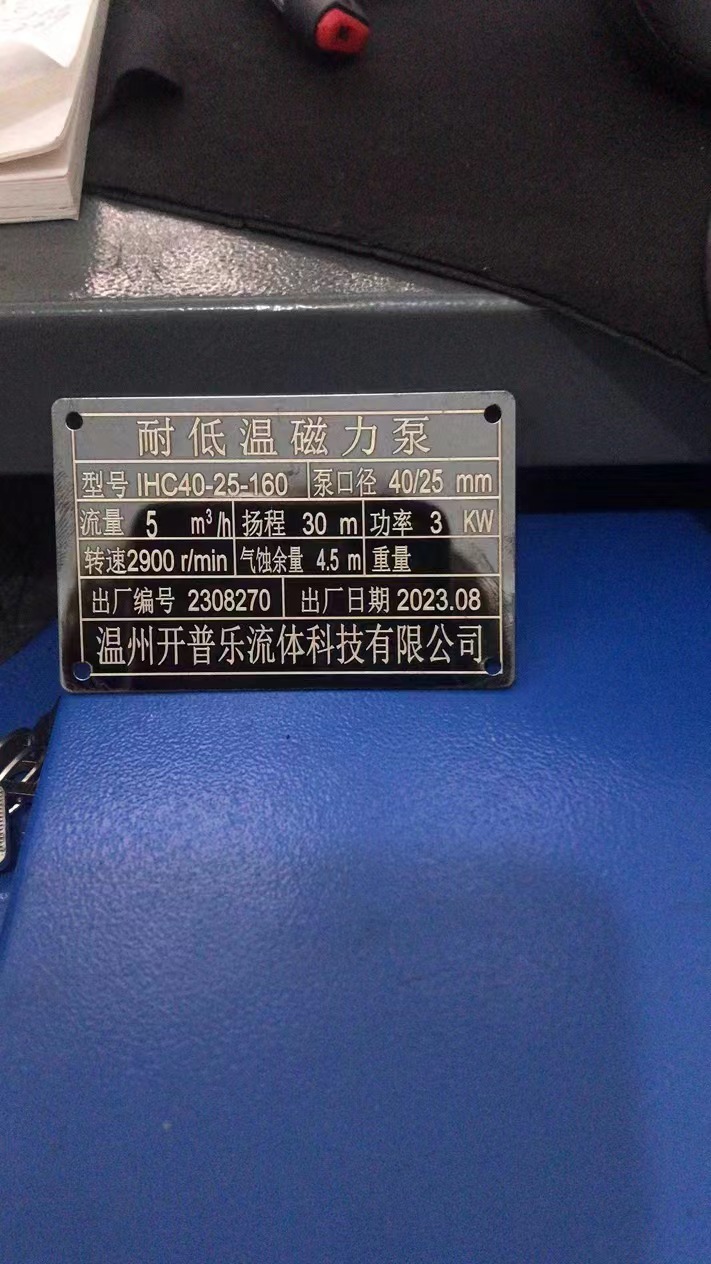 耐低温磁力泵
型号 IHC40-25-160 泵口径 40/25 mm
流量 5 m³/h 扬程 30 m 功率 3 KW
转速2900 r/min 气蚀余量 4.5 m 重量
出厂编号 2308270 出厂日期 2023.08
温州开普乐流体科技有限公司